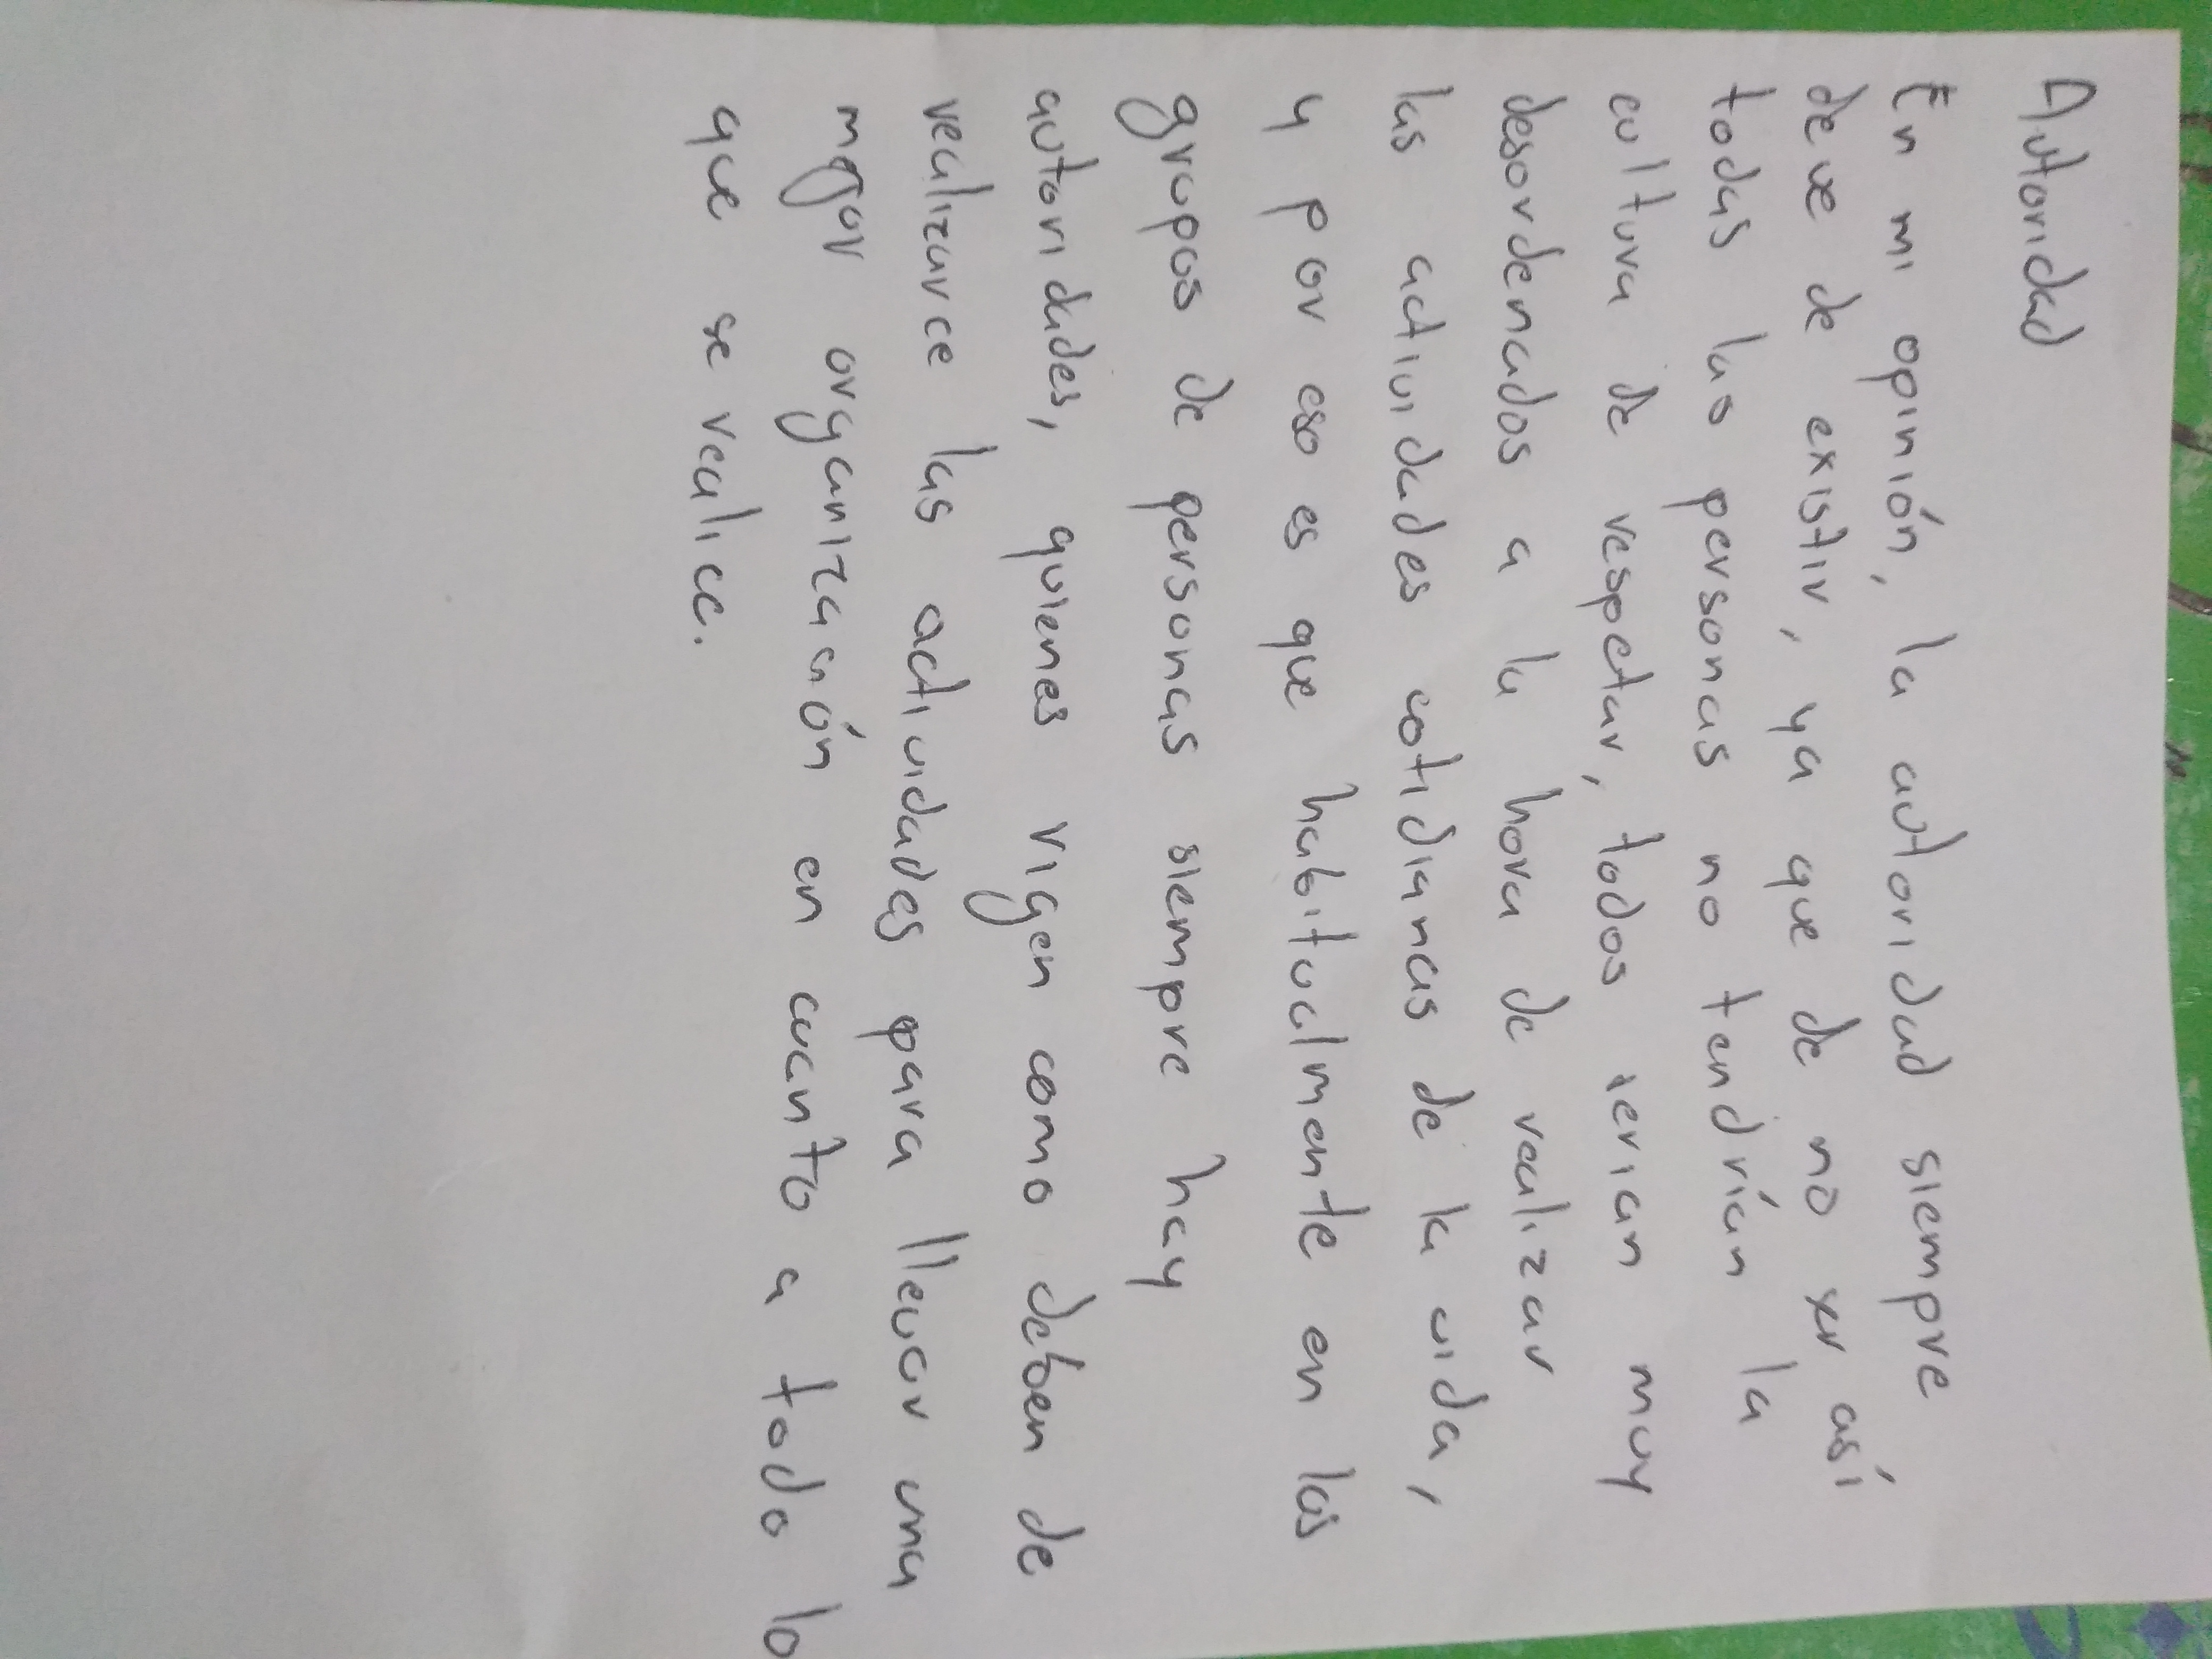 Autoridad
En mi opinión, la autoridad siempre
deve de existir, ya que de no ser así
todas las personas no tendrían la
cultura de respetar, todos serian muy
desordenados a la hora de realizar
las actividades cotidianas de la vida,
y por eso es que habitualmente en los
grupos de personas siempre hay
autoridades, quienes rigen como deben de
realizarce las actividades para llevar una
mejor organización en cuanto a todo lo
que se realice.